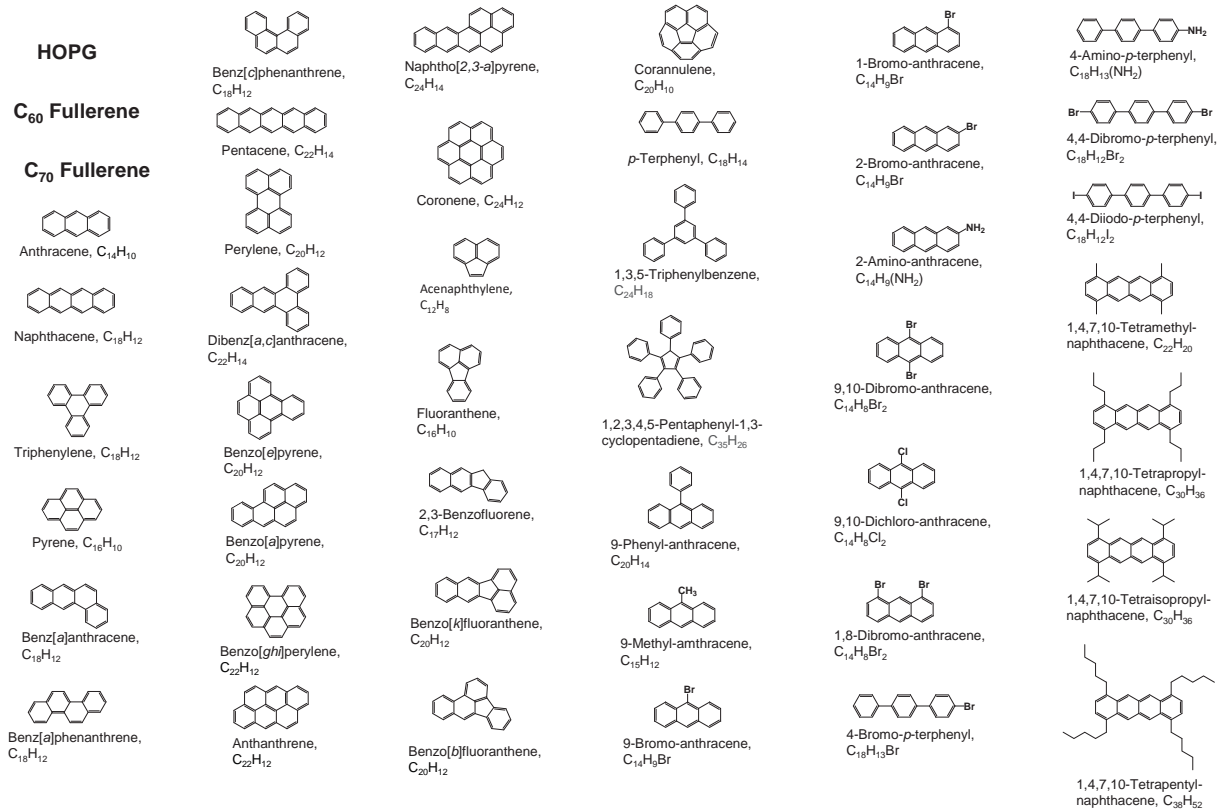 HOPG
C60 Fullerene
C70 Fullerene
Anthracene, C14H10
Naphthacene, C18H12
Triphenylene, C18H12
Pyrene, C16H10
Benz[a]anthracene,
C18H12
Benz[a]phenanthrene,
C18H12
Benz[c]phenanthrene,
C18H12
Pentacene, C22H14
Perylene, C20H12
Dibenz[a,c]anthracene,
C22H14
Benzo[e]pyrene,
C20H12
Benzo[a]pyrene,
C20H12
Benzo[ghi]perylene,
C22H12
Anthanthrene,
C22H12
Naphtho[2,3-a]pyrene,
C24H14
Coronene, C24H12
Acenaphthylene,
C12H8
Fluoranthene,
C16H10
2,3-Benzofluorene,
C17H12
Benzo[k]fluoranthene,
C20H12
Benzo[b]fluoranthene,
C20H12
Corannulene,
C20H10
p-Terphenyl, C18H14
1,3,5-Triphenylbenzene,
C24H18
1,2,3,4,5-Pentaphenyl-1,3-
cyclopentadiene, C35H26
9-Phenyl-anthracene,
C20H14
CH3
9-Methyl-amthracene,
C15H12
Br
9-Bromo-anthracene,
C14H9Br
Br
1-Bromo-anthracene,
C14H9Br
Br
2-Bromo-anthracene,
C14H9Br
NH2
2-Amino-anthracene,
C14H9(NH2)
Br
Br
9,10-Dibromo-anthracene,
C14H8Br2
Cl
Cl
9,10-Dichloro-anthracene,
C14H8Cl2
Br Br
1,8-Dibromo-anthracene,
C14H8Br2
Br
4-Bromo-p-terphenyl,
C18H13Br
NH2
4-Amino-p-terphenyl,
C18H13(NH2)
Br Br
4,4-Dibromo-p-terphenyl,
C18H12Br2
I I
4,4-Diiodo-p-terphenyl,
C18H12I2
1,4,7,10-Tetramethyl-
naphthacene, C22H20
1,4,7,10-Tetrapropyl-
naphthacene, C30H36
1,4,7,10-Tetraisopropyl-
naphthacene, C30H36
1,4,7,10-Tetrapentyl-
naphthacene, C38H52